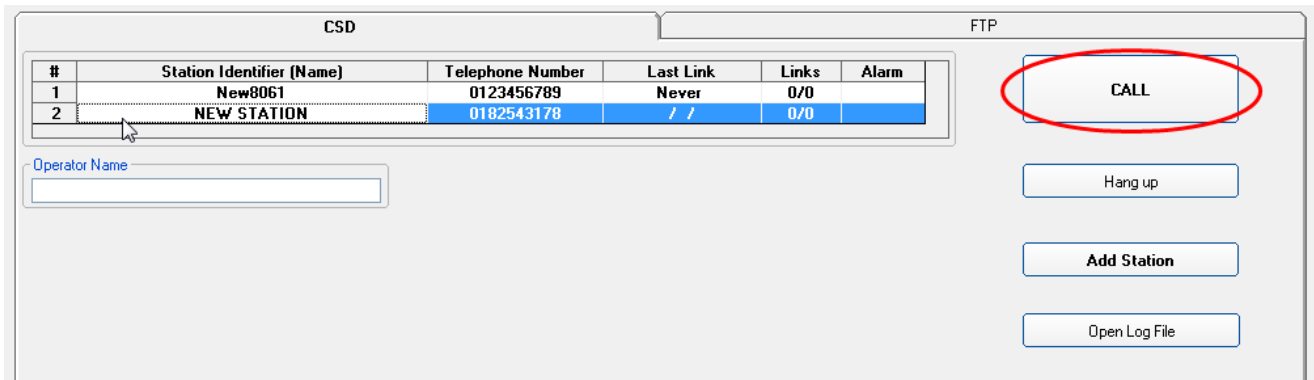 CSD FTP
# Station Identifier (Name) Telephone Number Last Link Links Alarm
1 New8061 0123456789 Never 0/0
2 NEW STATION 0182543178 / / 0/0
CALL
Operator Name
Hang up
Add Station
Open Log File